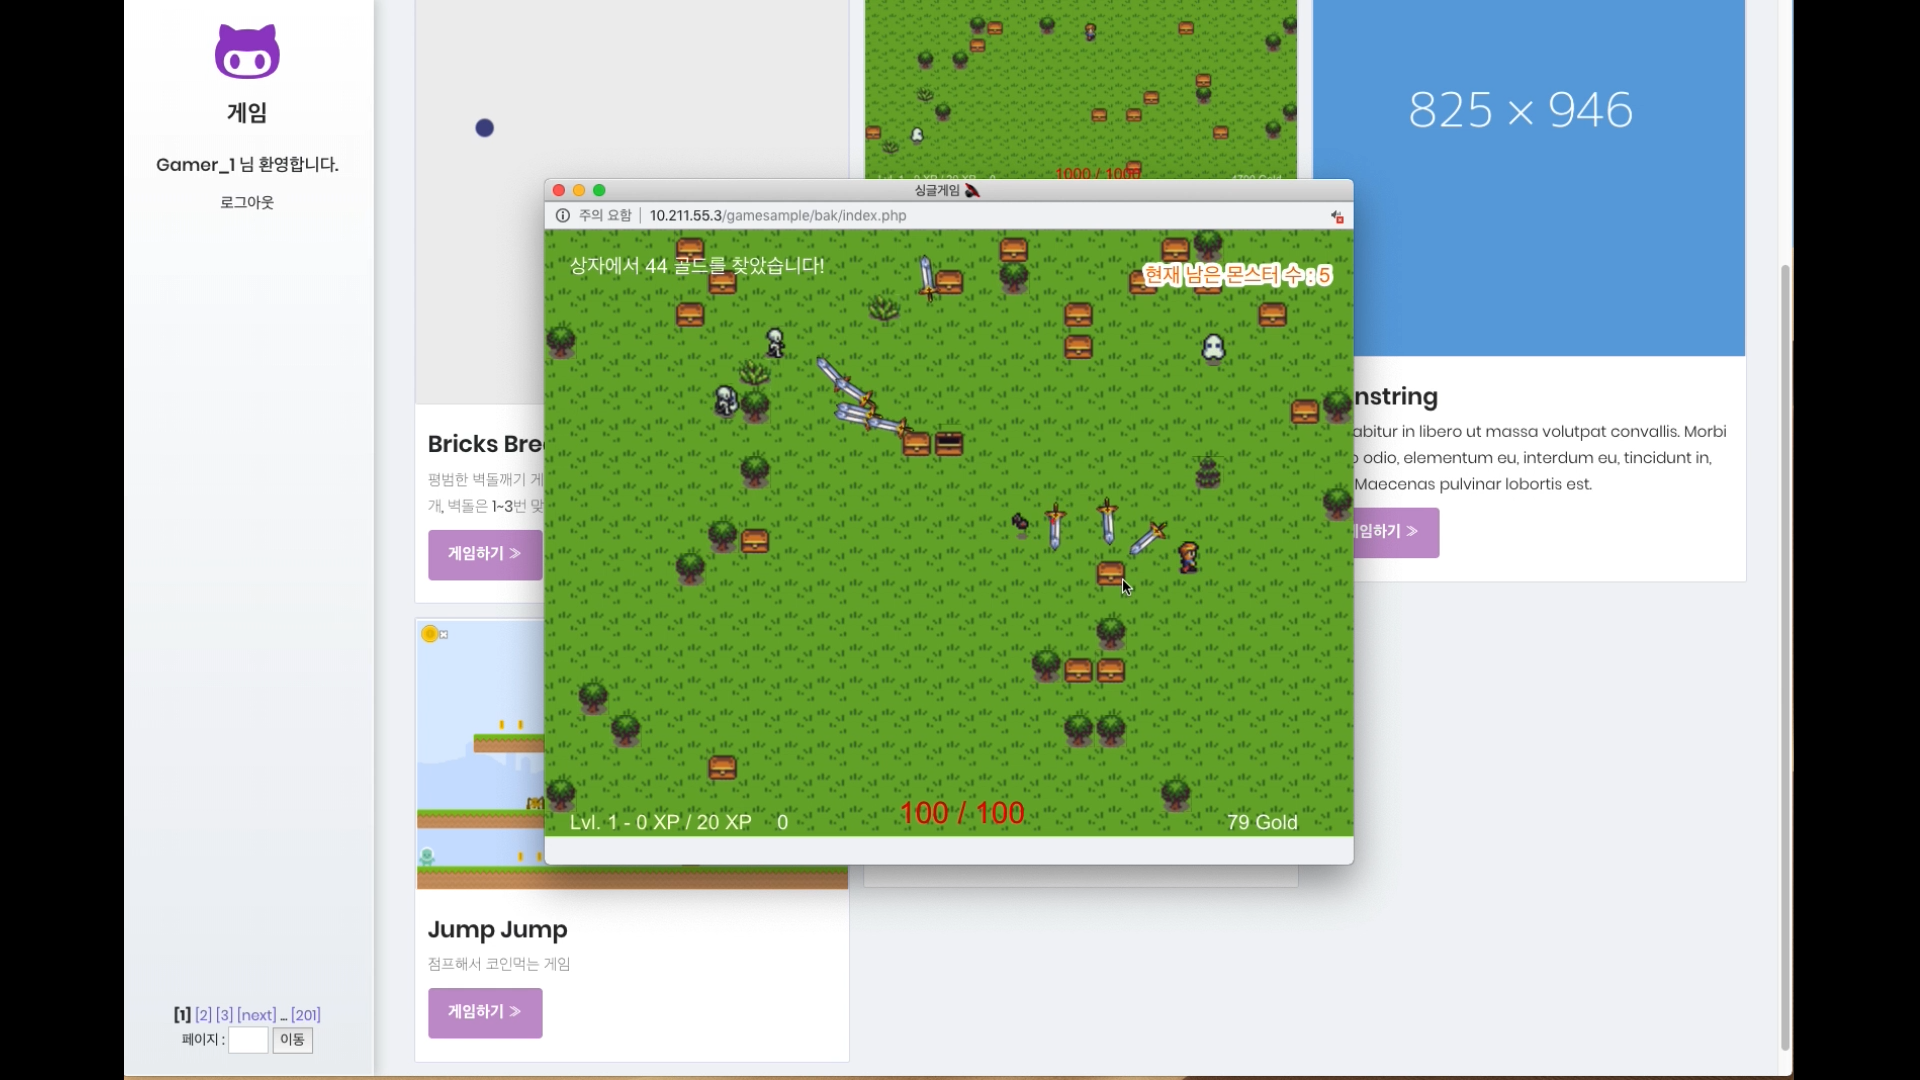 게임
Gamer_1 님 환영합니다.
로그아웃
[1] [2] [3] [next] ... [201]
페이지 :
이동
1000 / 1000
825 × 946
싱글게임
주의 요함
10.211.55.3/gamesample/bak/index.php
상자에서 44 골드를 찾았습니다!
현재 남은 몬스터 수 : 5
Lvl. 1 - 0 XP / 20 XP 0
100 / 100
79 Gold
Bricks Bre
평범한 벽돌깨기 게
개, 벽돌은 1~3번 맞
게임하기 ≫
nstring
abitur in libero ut massa volutpat convallis. Morbi
odio, elementum eu, interdum eu, tincidunt in,
Maecenas pulvinar lobortis est.
임하기 ≫
Jump Jump
점프해서 코인먹는 게임
게임하기 ≫